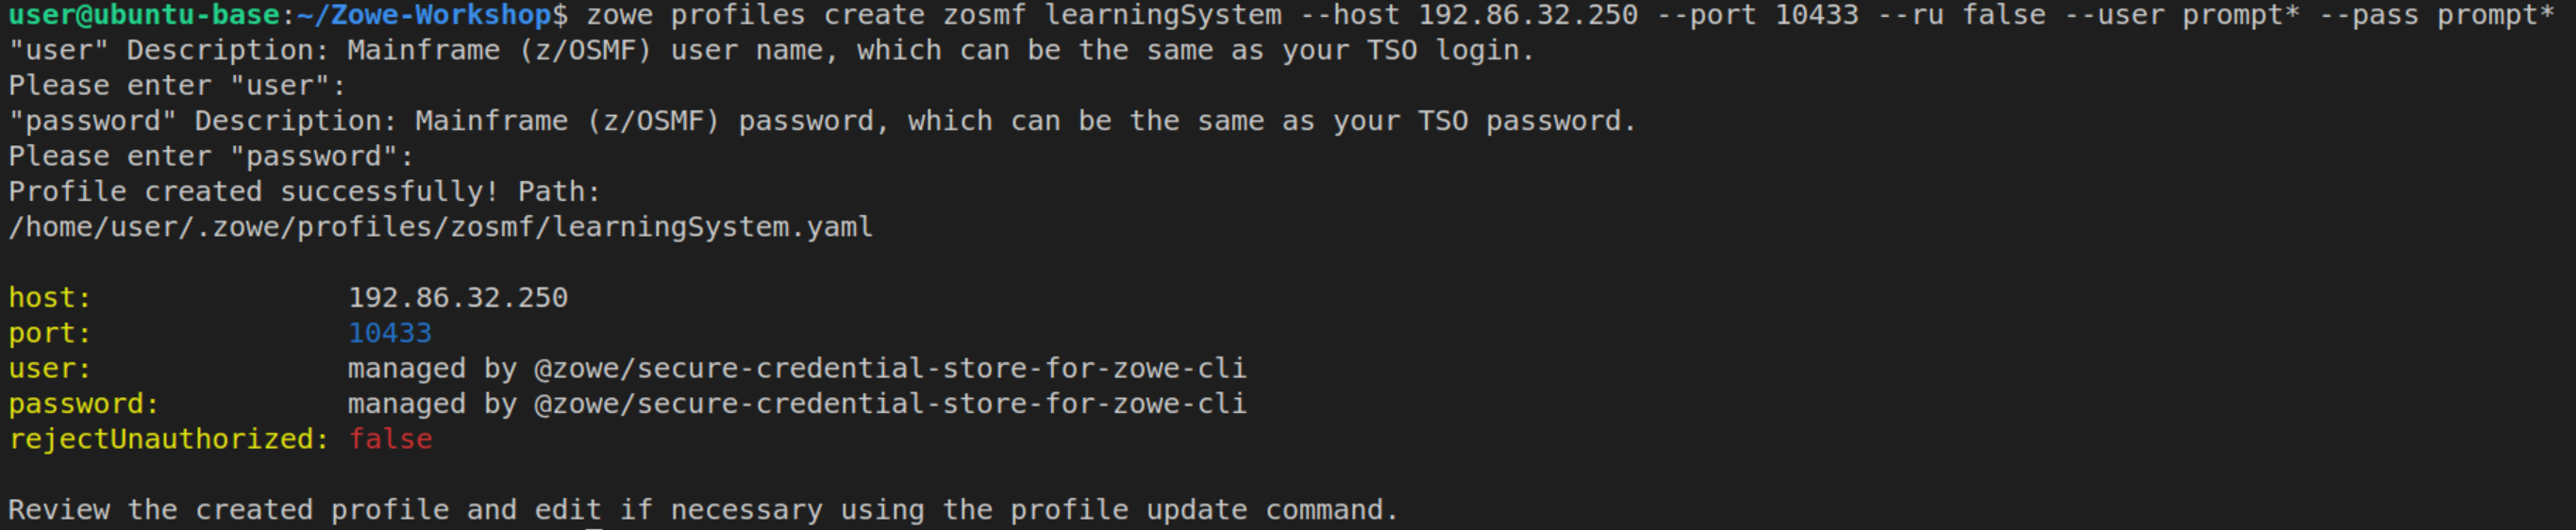 user@ubuntu-base:~/Zowe-Workshop$ zowe profiles create zosmf learningSystem --host 192.86.32.250 --port 10433 --ru false --user prompt* --pass prompt*
"user" Description: Mainframe (z/OSMF) user name, which can be the same as your TSO login.
Please enter "user":
"password" Description: Mainframe (z/OSMF) password, which can be the same as your TSO password.
Please enter "password":
Profile created successfully! Path:
/home/user/.zowe/profiles/zosmf/learningSystem.yaml
host: 192.86.32.250
port: 10433
user: managed by @zowe/secure-credential-store-for-zowe-cli
password: managed by @zowe/secure-credential-store-for-zowe-cli
rejectUnauthorized: false
Review the created profile and edit if necessary using the profile update command.